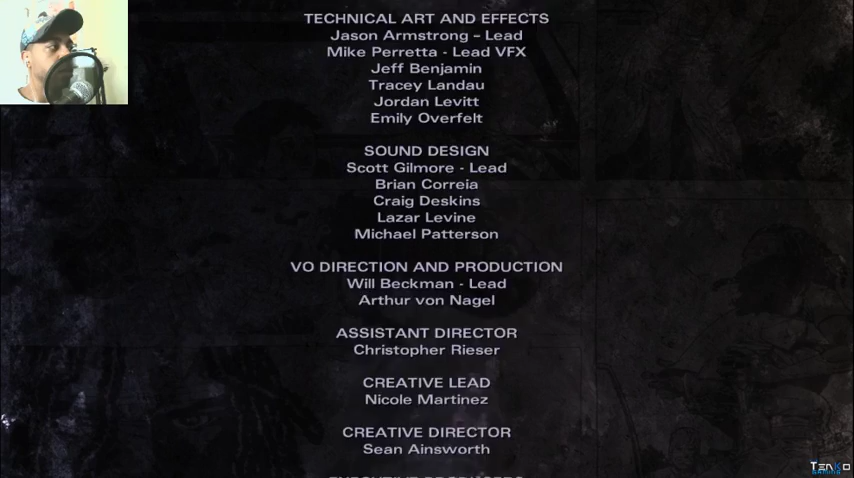 TECHNICAL ART AND EFFECTS
Jason Armstrong - Lead
Mike Perretta - Lead VFX
Jeff Benjamin
Tracey Landau
Jordan Levitt
Emily Overfelt
SOUND DESIGN
Scott Gilmore - Lead
Brian Correia
Craig Deskins
Lazar Levine
Michael Patterson
VO DIRECTION AND PRODUCTION
Will Beckman - Lead
Arthur von Nagel
ASSISTANT DIRECTOR
Christopher Rieser
CREATIVE LEAD
Nicole Martinez
CREATIVE DIRECTOR
Sean Ainsworth
EXECUTIVE PRODUCERS